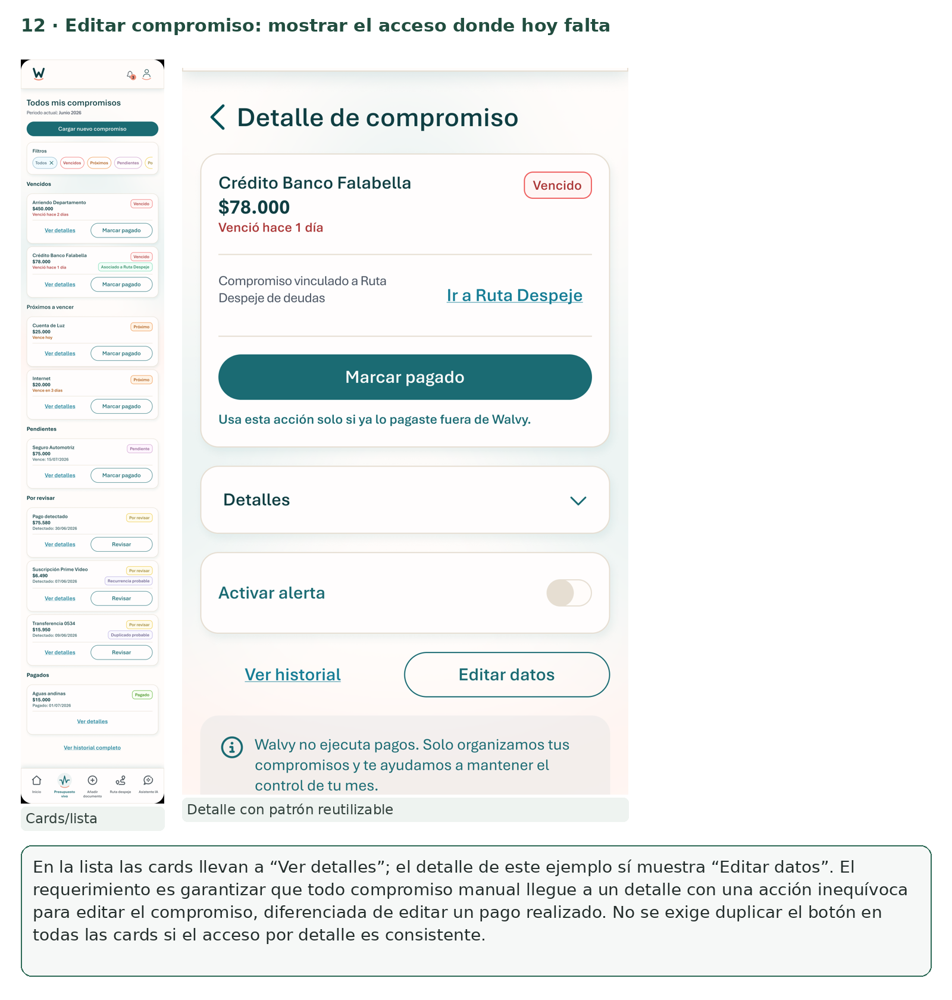 12 · Editar compromiso: mostrar el acceso donde hoy falta
W
3
Todos mis compromisos
Periodo actual: Junio 2026
Cargar nuevo compromiso
Filtros
Todos
Vencidos
Próximos
Pendientes
Po
Vencidos
Arriendo Departamento
Vencido
$450.000
Venció hace 2 días
Ver detalles
Marcar pagado
Crédito Banco Falabella
Vencido
$78.000
Venció hace 1 día
Asociado a Ruta Despeje
Ver detalles
Marcar pagado
Próximos a vencer
Cuenta de Luz
Próximo
$25.000
Vence hoy
Ver detalles
Marcar pagado
Internet
Próximo
$20.000
Vence en 3 días
Ver detalles
Marcar pagado
Pendientes
Seguro Automotriz
Pendiente
$75.000
Vence: 15/07/2026
Ver detalles
Marcar pagado
Por revisar
Pago detectado
Por revisar
$75.580
Detectado: 30/06/2026
Ver detalles
Revisar
Suscripción Prime Video
Por revisar
$6.490
Detectado: 07/06/2026
Recurrencia probable
Ver detalles
Revisar
Transferencia 0534
Por revisar
$15.950
Detectado: 09/06/2026
Duplicado probable
Ver detalles
Revisar
Pagados
Aguas andinas
Pagado
$15.000
Pagado: 01/07/2026
Ver detalles
Ver historial completo
Inicio
Presupuesto vivo
Añadir documento
Ruta despeje
Asistente IA
Cards/lista
Detalle de compromiso
Crédito Banco Falabella
Vencido
$78.000
Venció hace 1 día
Compromiso vinculado a Ruta
Despeje de deudas
Ir a Ruta Despeje
Marcar pagado
Usa esta acción solo si ya lo pagaste fuera de Walvy.
Detalles
Activar alerta
Ver historial
Editar datos
Walvy no ejecuta pagos. Solo organizamos tus
compromisos y te ayudamos a mantener el
control de tu mes.
Detalle con patrón reutilizable
En la lista las cards llevan a “Ver detalles”; el detalle de este ejemplo sí muestra “Editar datos”. El
requerimiento es garantizar que todo compromiso manual llegue a un detalle con una acción inequívoca
para editar el compromiso, diferenciada de editar un pago realizado. No se exige duplicar el botón en
todas las cards si el acceso por detalle es consistente.